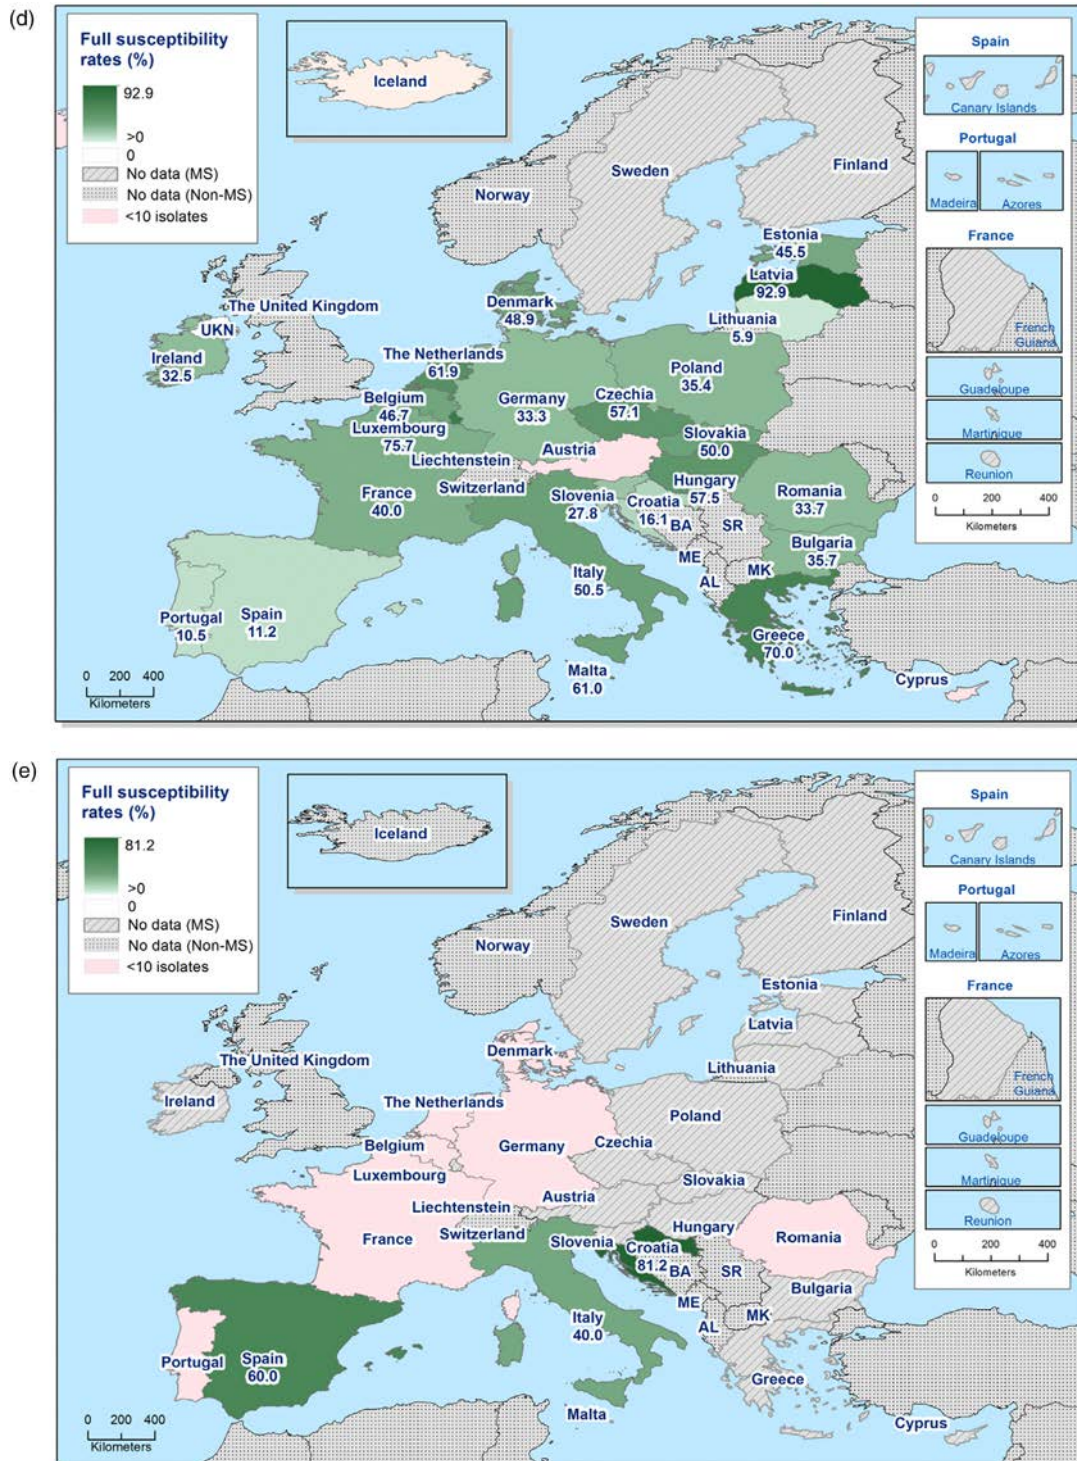 (d)
Full susceptibility
rates (%)
92.9
>0
0
No data (MS)
No data (Non-MS)
<10 isolates
Iceland
Spain
Canary Islands
Portugal
Madeira
Azores
France
French
Guiana
Guadeloupe
Martinique
Reunion
0 200 400
Kilometers
Sweden
Finland
Norway
Estonia
45.5
Latvia
92.9
Lithuania
5.9
The United Kingdom
UKN
Ireland
32.5
Denmark
48.9
The Netherlands
61.9
Belgium
46.7
Luxembourg
75.7
Germany
33.3
Poland
35.4
Czechia
57.1
Slovakia
50.0
Austria
Liechtenstein
Switzerland
France
40.0
Slovenia
27.8
Croatia
16.1
Hungary
57.5
Romania
33.7
BA
SR
Bulgaria
35.7
ME
MK
AL
Italy
50.5
Portugal
10.5
Spain
11.2
Greece
70.0
Malta
61.0
Cyprus
0 200 400
Kilometers
(e)
Full susceptibility
rates (%)
81.2
>0
0
No data (MS)
No data (Non-MS)
<10 isolates
Iceland
Spain
Canary Islands
Portugal
Madeira
Azores
France
French
Guiana
Guadeloupe
Martinique
Reunion
0 200 400
Kilometers
Sweden
Finland
Norway
Estonia
Latvia
Lithuania
The United Kingdom
Ireland
Denmark
The Netherlands
Belgium
Luxembourg
Germany
Poland
Czechia
Slovakia
Austria
Liechtenstein
Switzerland
France
Slovenia
Croatia
81.2
Hungary
Romania
BA
SR
Bulgaria
ME
MK
AL
Italy
40.0
Portugal
Spain
60.0
Greece
Malta
Cyprus
0 200 400
Kilometers